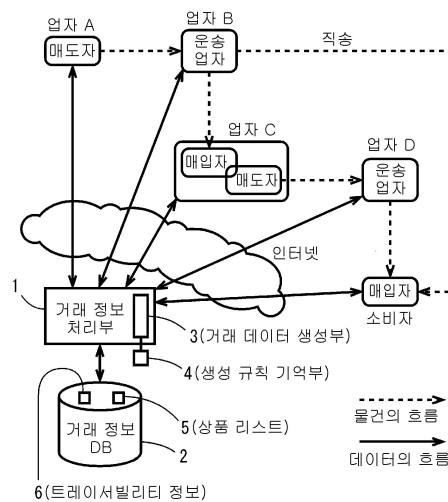 업자 A
매도자
업자 B
운송
업자
직송
업자 C
매입자
매도자
업자 D
운송
업자
인터넷
매입자
소비자
1
거래 정보
처리부
3(거래 데이터 생성부)
4(생성 규칙 기억부)
거래 정보
DB
5(상품 리스트)
2
6(트레이서빌리티 정보)
물건의 흐름
데이터의 흐름